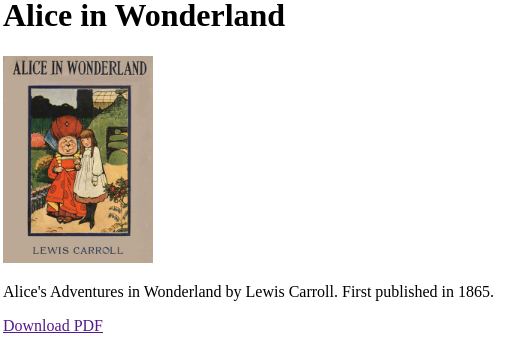 Alice in Wonderland
ALICE IN WONDERLAND
LEWIS CARROLL
Alice's Adventures in Wonderland by Lewis Carroll. First published in 1865.
Download PDF